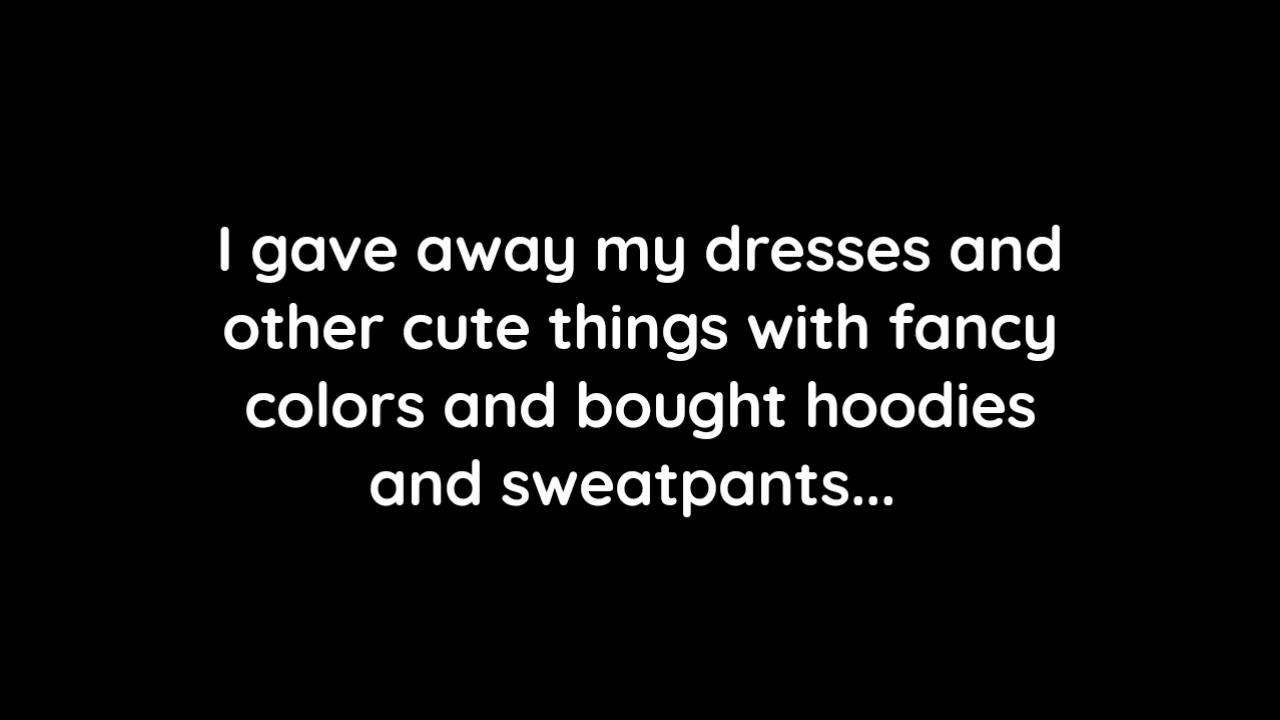 I gave away my dresses and
other cute things with fancy
colors and bought hoodies
and sweatpants...